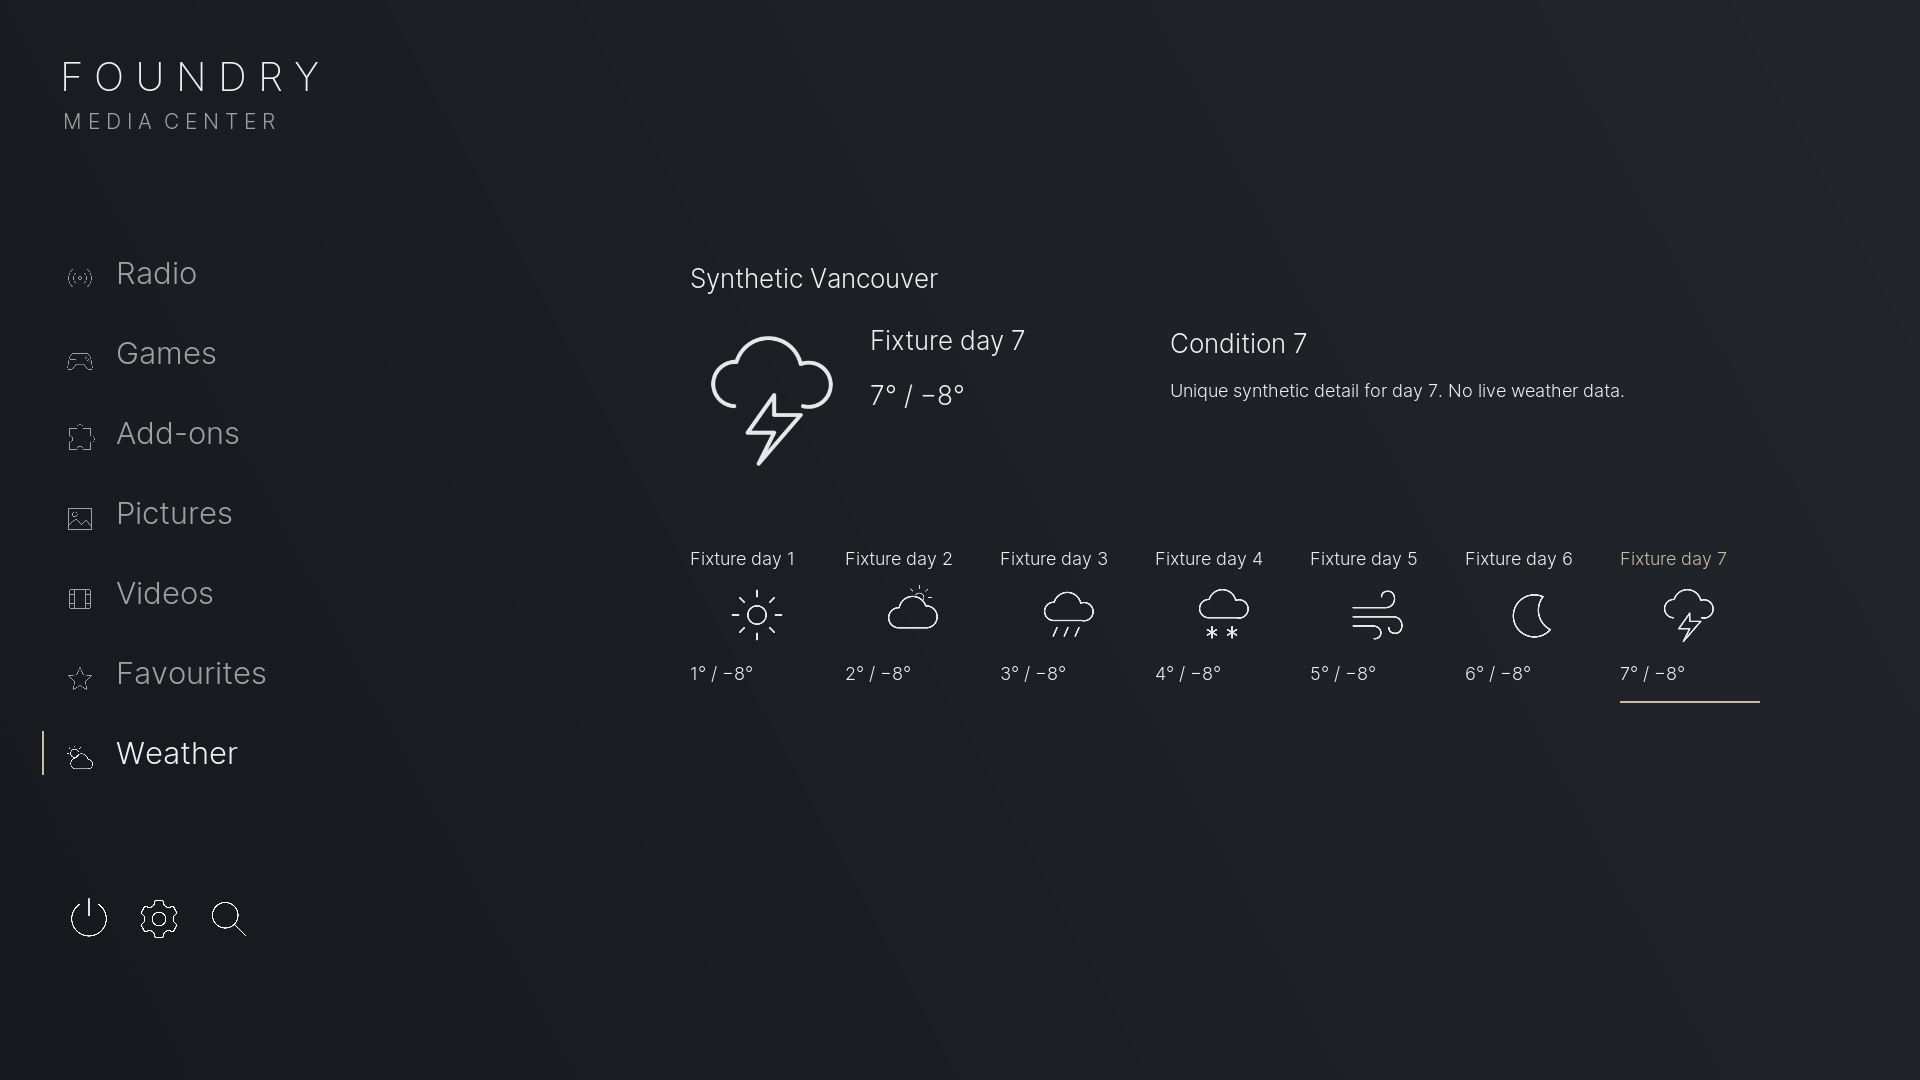 FOUNDRY
MEDIA CENTER
Radio
Games
Add-ons
Pictures
Videos
Favourites
Weather
Synthetic Vancouver
Fixture day 7
7° / −8°
Condition 7
Unique synthetic detail for day 7. No live weather data.
Fixture day 1
Fixture day 2
Fixture day 3
Fixture day 4
Fixture day 5
Fixture day 6
Fixture day 7
1° / −8°
2° / −8°
3° / −8°
4° / −8°
5° / −8°
6° / −8°
7° / −8°